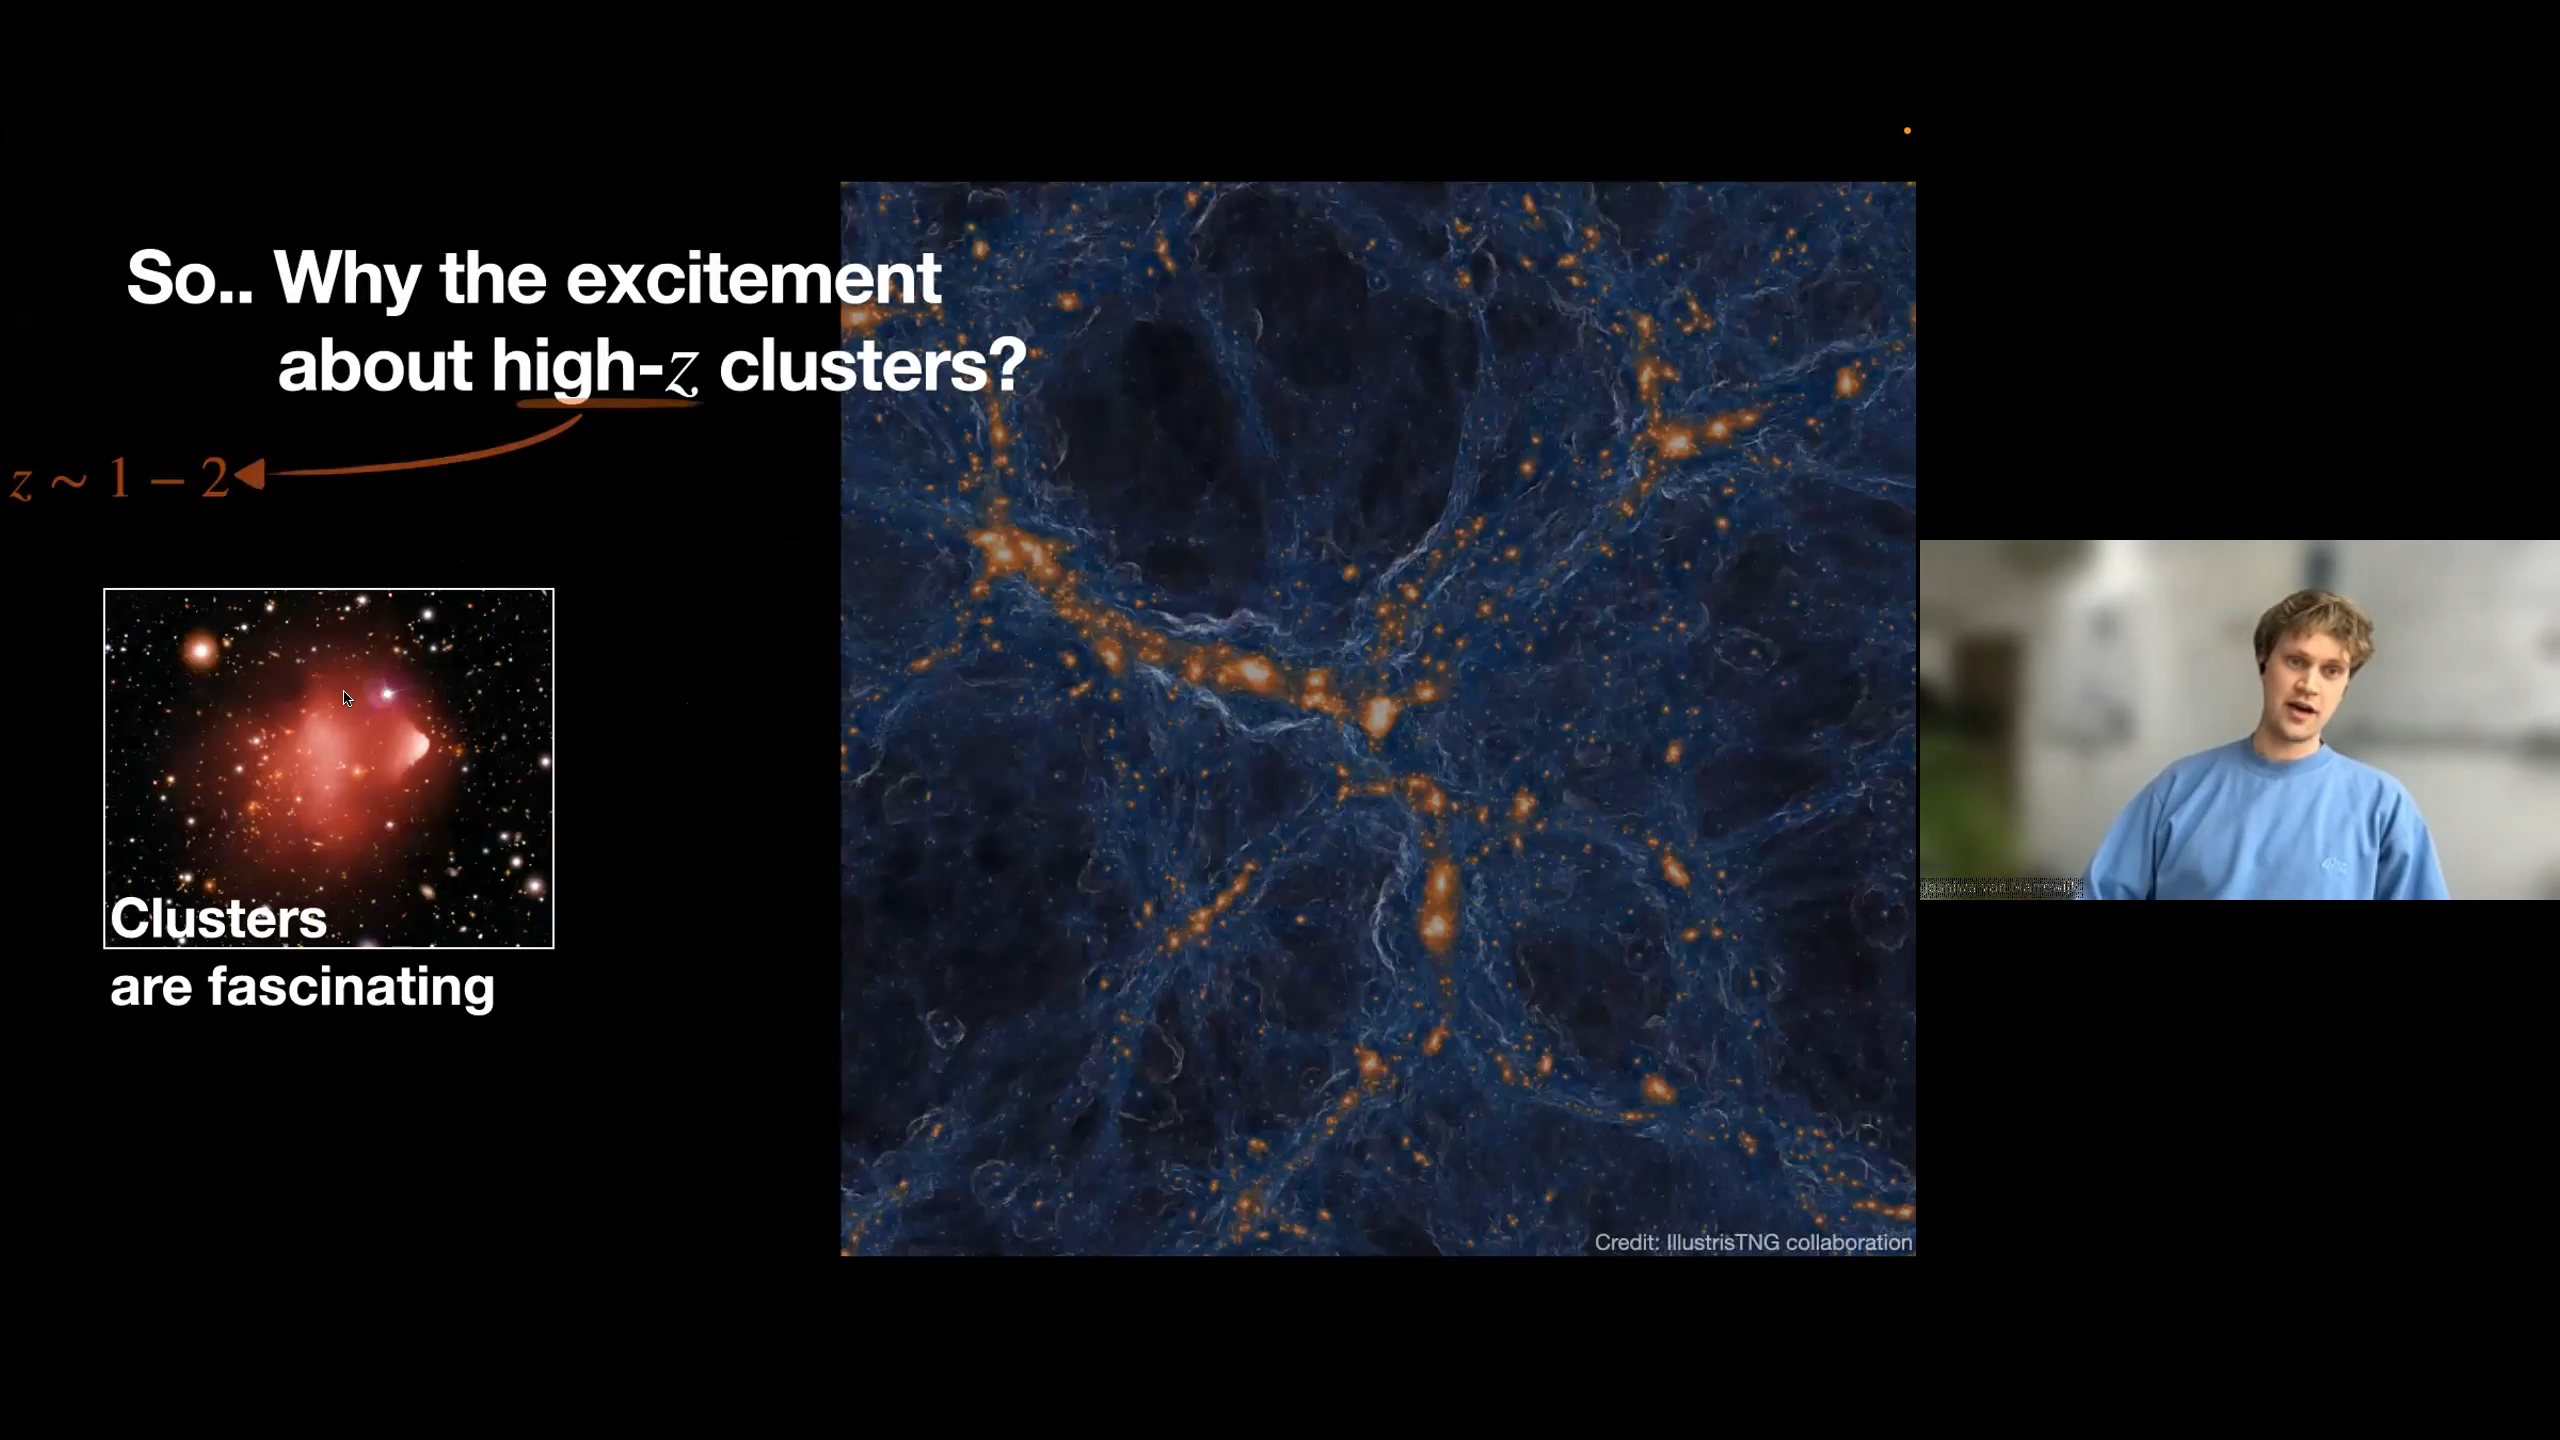 So.. Why the excitement
about high-z clusters?
z ~ 1 – 2
Clusters
are fascinating
Credit: IllustrisTNG collaboration